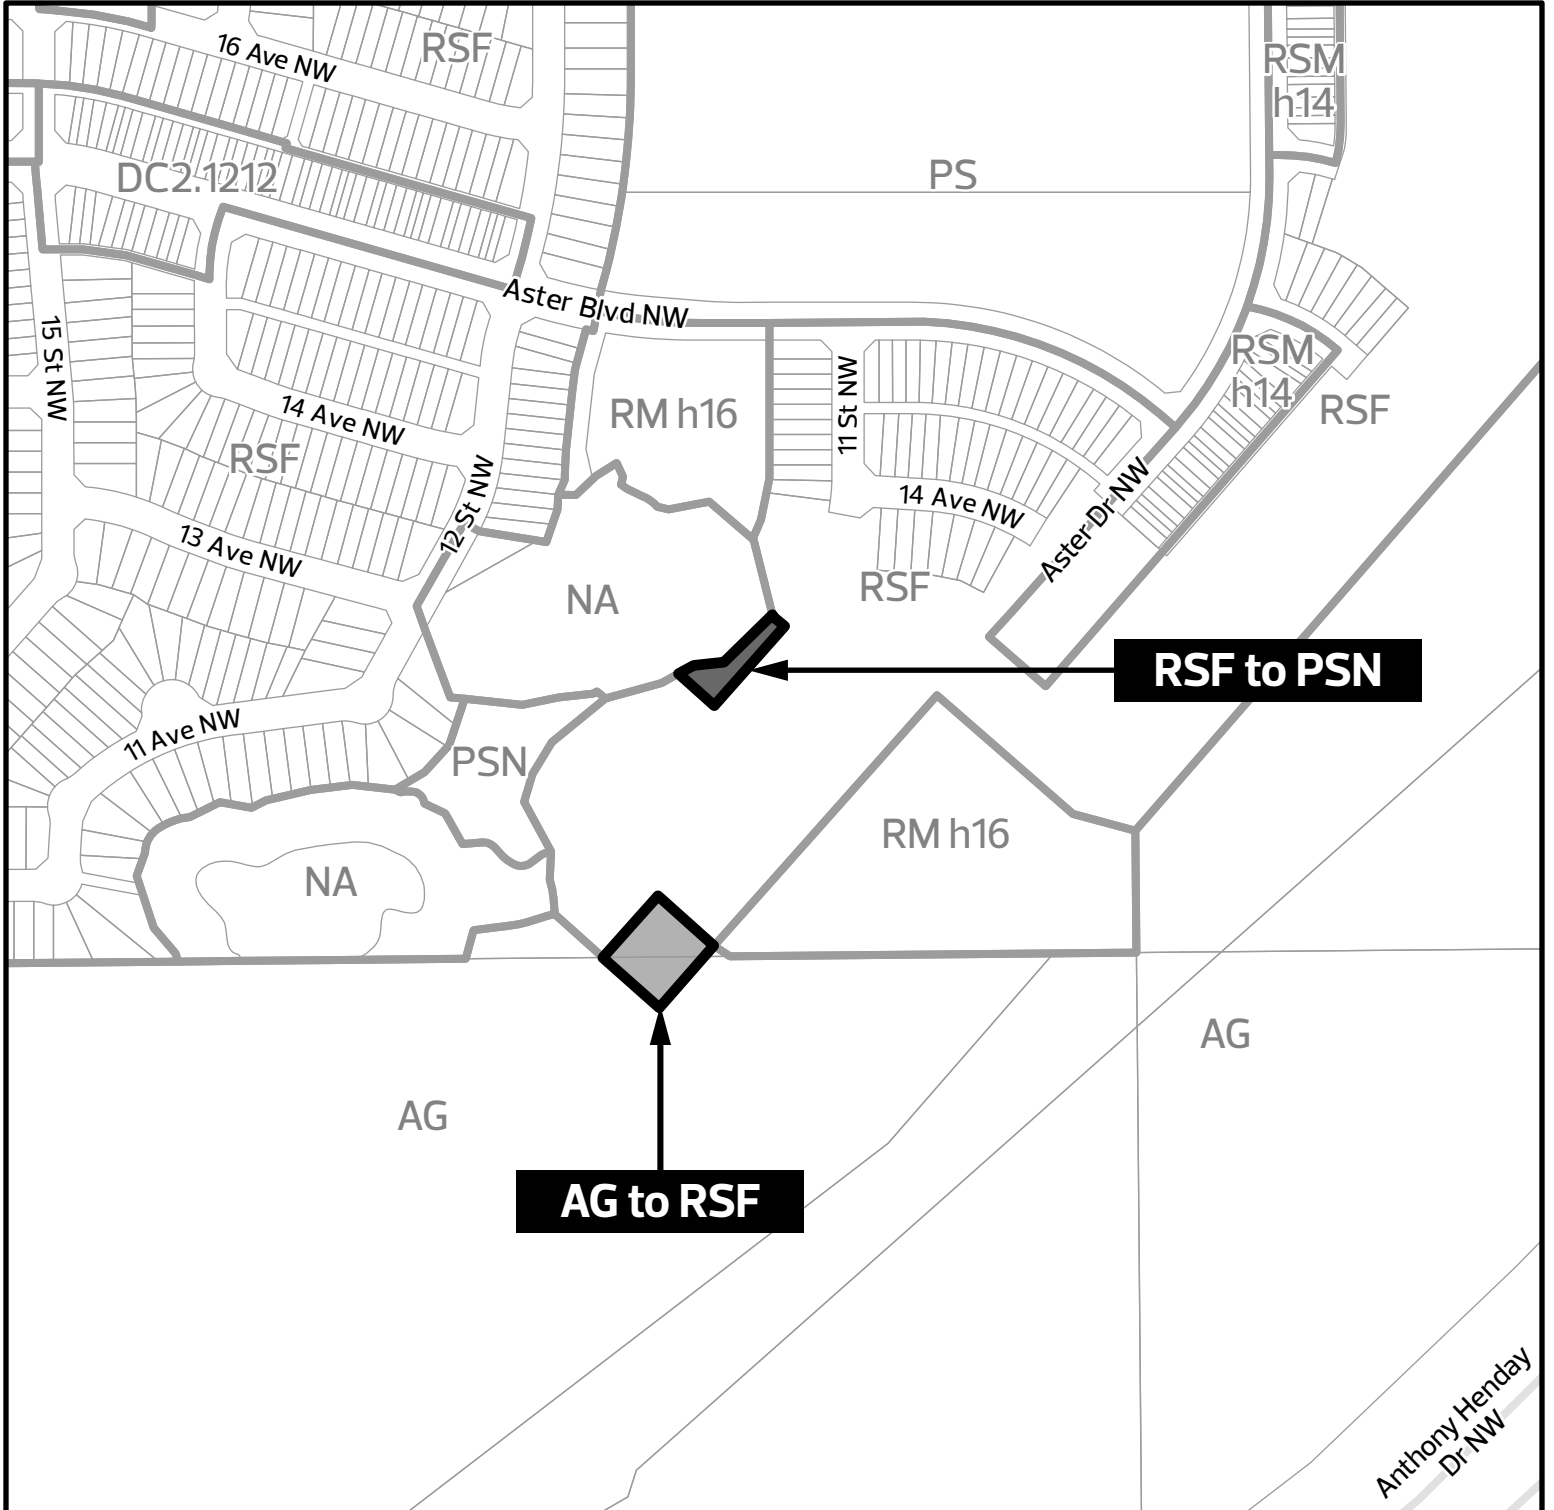 RSF
16 Ave NW
RSM
h14
DC2.1212
PS
Aster Blvd NW
15 St NW
RSM
h14
RSF
RM h16
11 St NW
14 Ave NW
RSF
12 St NW
14 Ave NW
Aster Dr NW
13 Ave NW
NA
RSF
RSF to PSN
11 Ave NW
PSN
RM h16
NA
AG
AG
AG to RSF
Anthony Henday
Dr NW